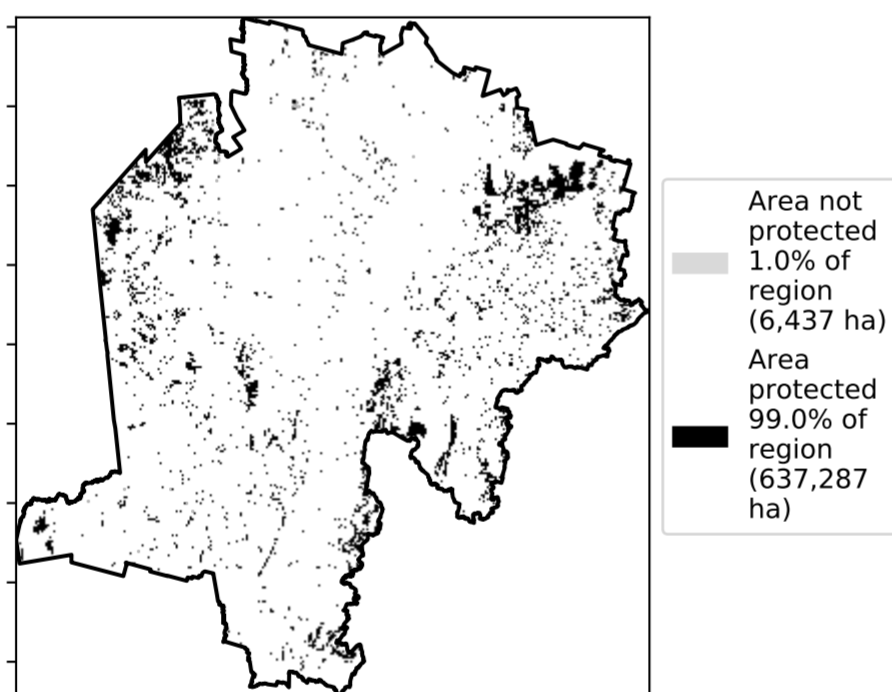 Area not
protected
1.0% of
region
(6,437 ha)
Area
protected
99.0% of
region
(637,287
ha)